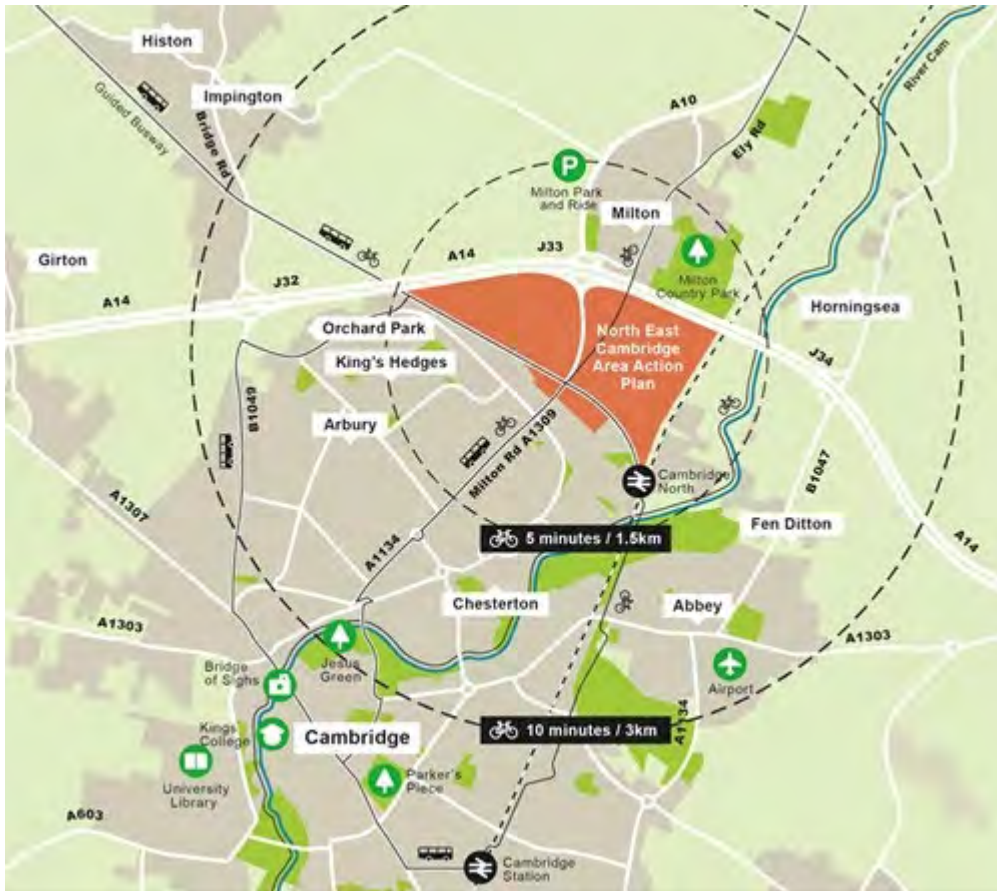 Histon
Impington
Guided Busway
Bridge Rd
River Cam
A10
Ely Rd
Milton Park
and Ride
Milton
Girton
A14
J32
A14
J33
Milton
Country Park
Horningsea
Orchard Park
King's Hedges
North East
Cambridge
Area Action
Plan
J34
B1049
Arbury
Milton Rd A1309
Cambridge
North
B1047
A1307
Fen Ditton
5 minutes / 1.5km
A14
A1134
Chesterton
Abbey
A1303
A1303
Jesus
Green
Bridge
of Sighs
Airport
A1134
Kings
College
Cambridge
10 minutes / 3km
University
Library
Parker's
Piece
A603
Cambridge
Station